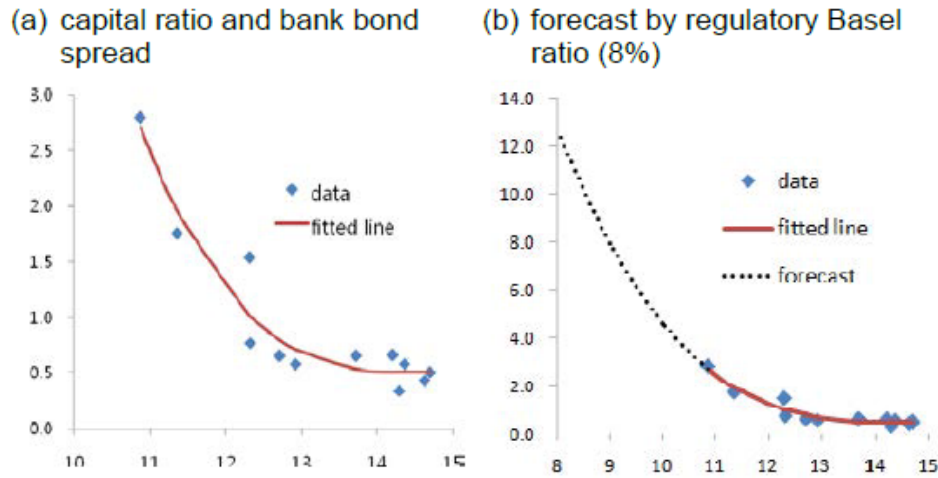 (a) capital ratio and bank bond
spread
3.0
2.5
2.0
1.5
1.0
0.5
0.0
10 11 12 13 14 15
data
fitted line
(b) forecast by regulatory Basel
ratio (8%)
14.0
12.0
10.0
8.0
6.0
4.0
2.0
0.0
8 9 10 11 12 13 14 15
data
fitted line
forecast